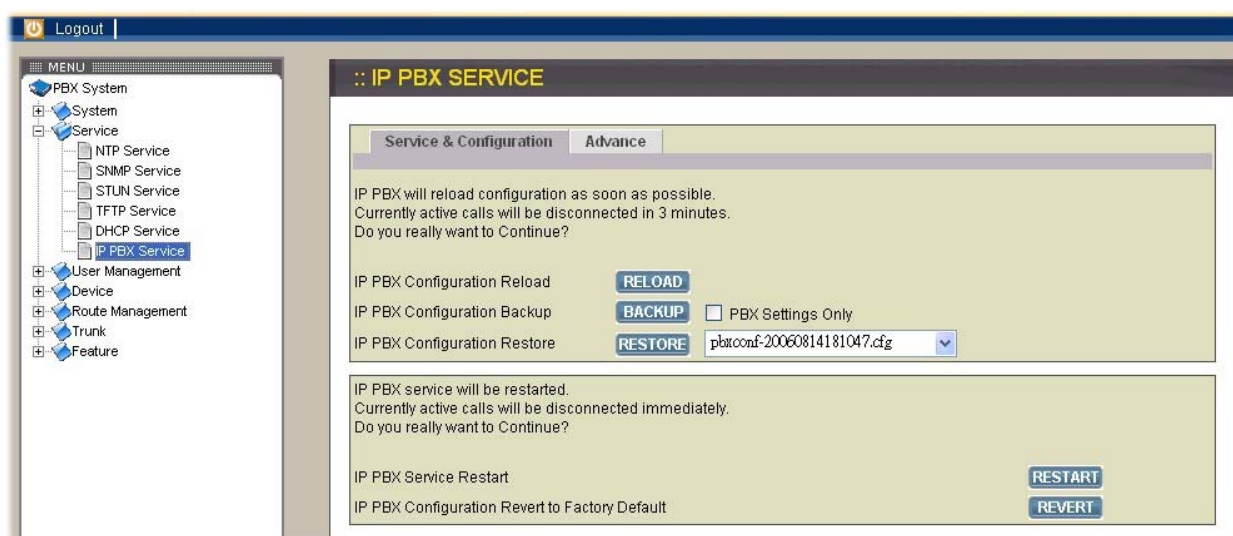 Logout
MENU
PBX System
System
Service
NTP Service
SNMP Service
STUN Service
TFTP Service
DHCP Service
IP PBX Service
User Management
Device
Route Management
Trunk
Feature
:: IP PBX SERVICE
Service & Configuration Advance
IP PBX will reload configuration as soon as possible.
Currently active calls will be disconnected in 3 minutes.
Do you really want to Continue?
IP PBX Configuration Reload RELOAD
IP PBX Configuration Backup BACKUP PBX Settings Only
IP PBX Configuration Restore RESTORE pbxconf-20060814181047.cfg
IP PBX service will be restarted.
Currently active calls will be disconnected immediately.
Do you really want to Continue?
IP PBX Service Restart RESTART
IP PBX Configuration Revert to Factory Default REVERT